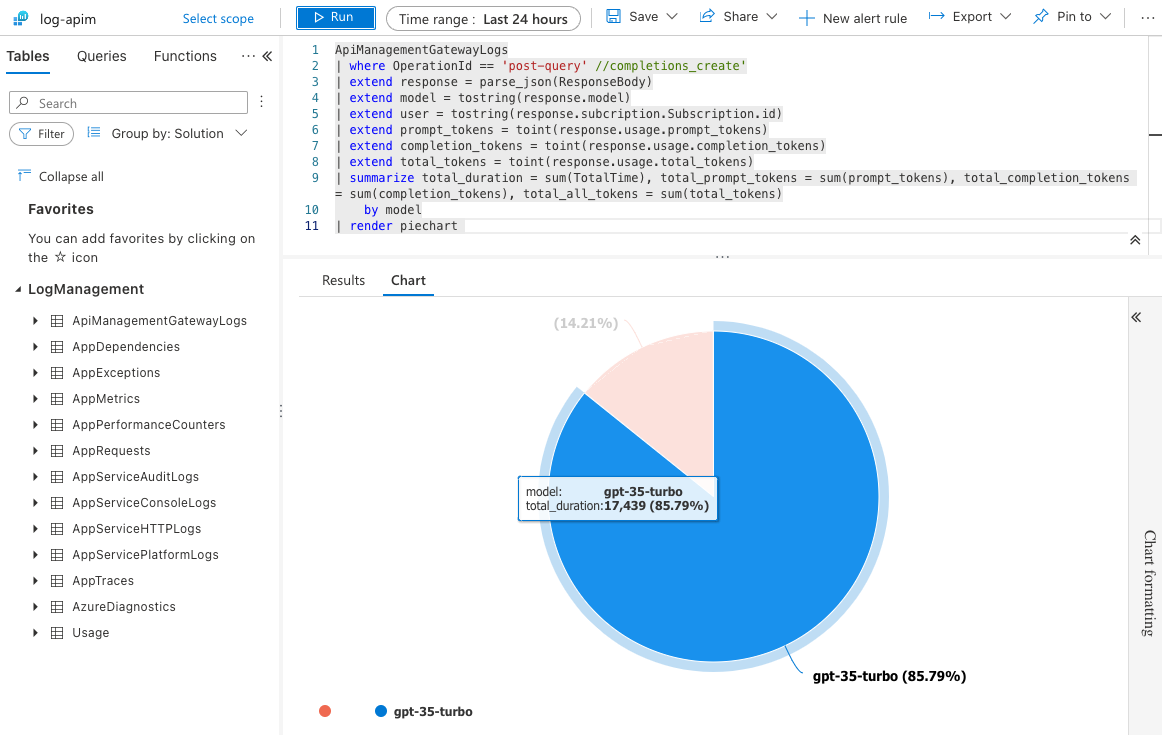 log-apim
Select scope
Run
Time range : Last 24 hours
Save
Share
New alert rule
Export
Pin to
Tables
Queries
Functions
Search
Filter
Group by: Solution
Collapse all
Favorites
You can add favorites by clicking on
the ☆ icon
LogManagement
ApiManagementGatewayLogs
AppDependencies
AppExceptions
AppMetrics
AppPerformanceCounters
AppRequests
AppServiceAuditLogs
AppServiceConsoleLogs
AppServiceHTTPLogs
AppServicePlatformLogs
AppTraces
AzureDiagnostics
Usage
1 ApiManagementGatewayLogs
2 | where OperationId == 'post-query' //completions_create'
3 | extend response = parse_json(ResponseBody)
4 | extend model = tostring(response.model)
5 | extend user = tostring(response.subcription.Subscription.id)
6 | extend prompt_tokens = toint(response.usage.prompt_tokens)
7 | extend completion_tokens = toint(response.usage.completion_tokens)
8 | extend total_tokens = toint(response.usage.total_tokens)
9 | summarize total_duration = sum(TotalTime), total_prompt_tokens = sum(prompt_tokens), total_completion_tokens
= sum(completion_tokens), total_all_tokens = sum(total_tokens)
10 by model
11 | render piechart
Results
Chart
(14.21%)
model: gpt-35-turbo
total_duration: 17,439 (85.79%)
gpt-35-turbo (85.79%)
gpt-35-turbo
Chart formatting